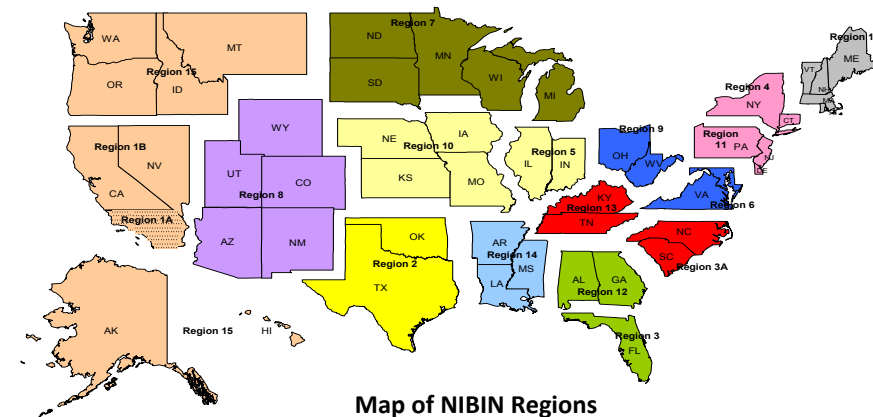 Region 7
Region 1
WA
MT
ND
MN
ME
VT
NH
Region 15
OR
ID
SD
WI
MI
Region 4
NY
CT
WY
NE
IA
Region 10
Region 9
OH
WV
Region 11
PA
NJ
DE
Region 1B
NV
CA
UT
CO
Region 8
KS
MO
IL
Region 5
IN
KY
Region 13
TN
VA
Region 6
Region 1A
AZ
NM
OK
Region 2
TX
AR
MS
Region 14
LA
NC
SC
Region 3A
AL
GA
Region 12
AK
Region 15
HI
Region 3
FL
Map of NIBIN Regions